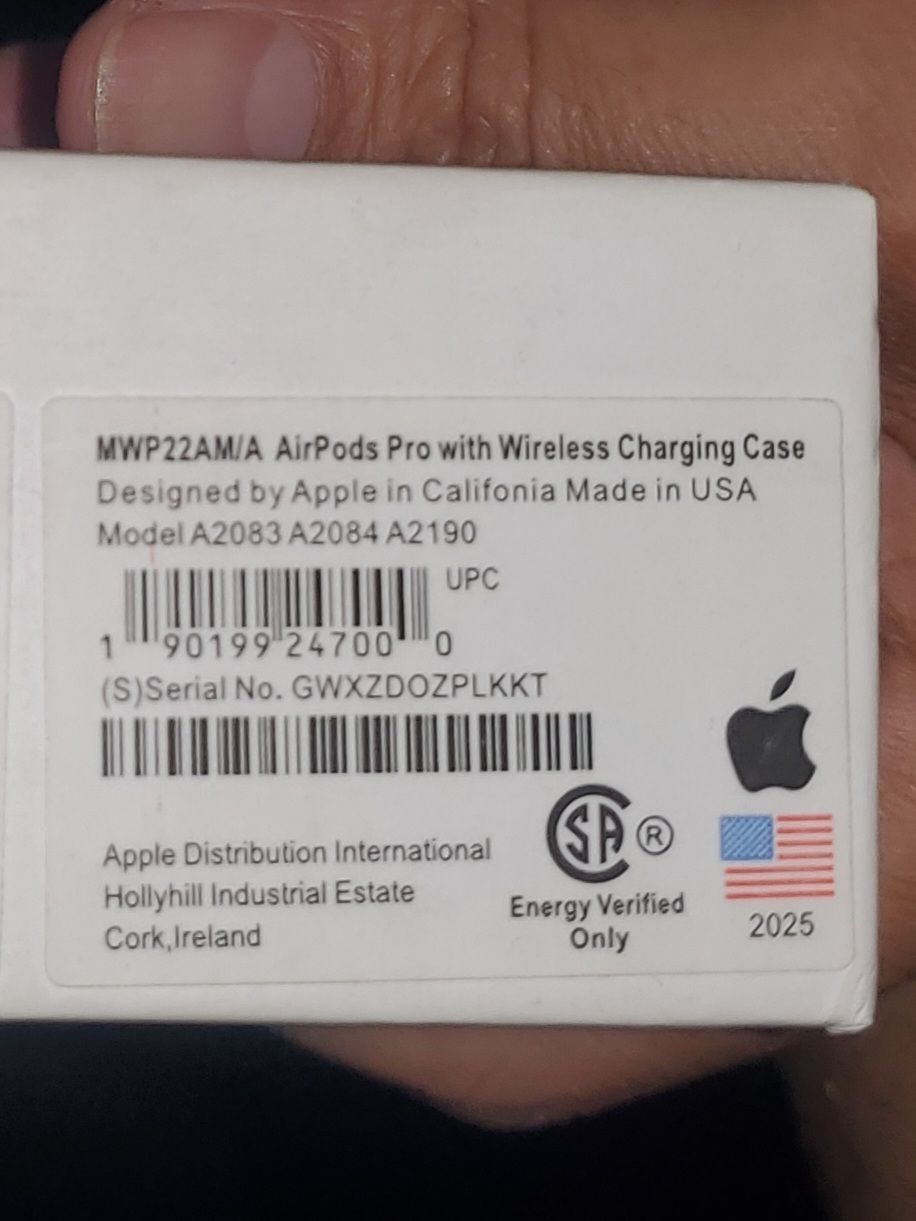 MWP22AM/A AirPods Pro with Wireless Charging Case
Designed by Apple in Califonia Made in USA
Model A2083 A2084 A2190
UPC
1 90199 24700 0
(S)Serial No. GWXZDOZPLKKT
Apple Distribution International
Hollyhill Industrial Estate
Cork,Ireland
SA ®
Energy Verified
Only
2025